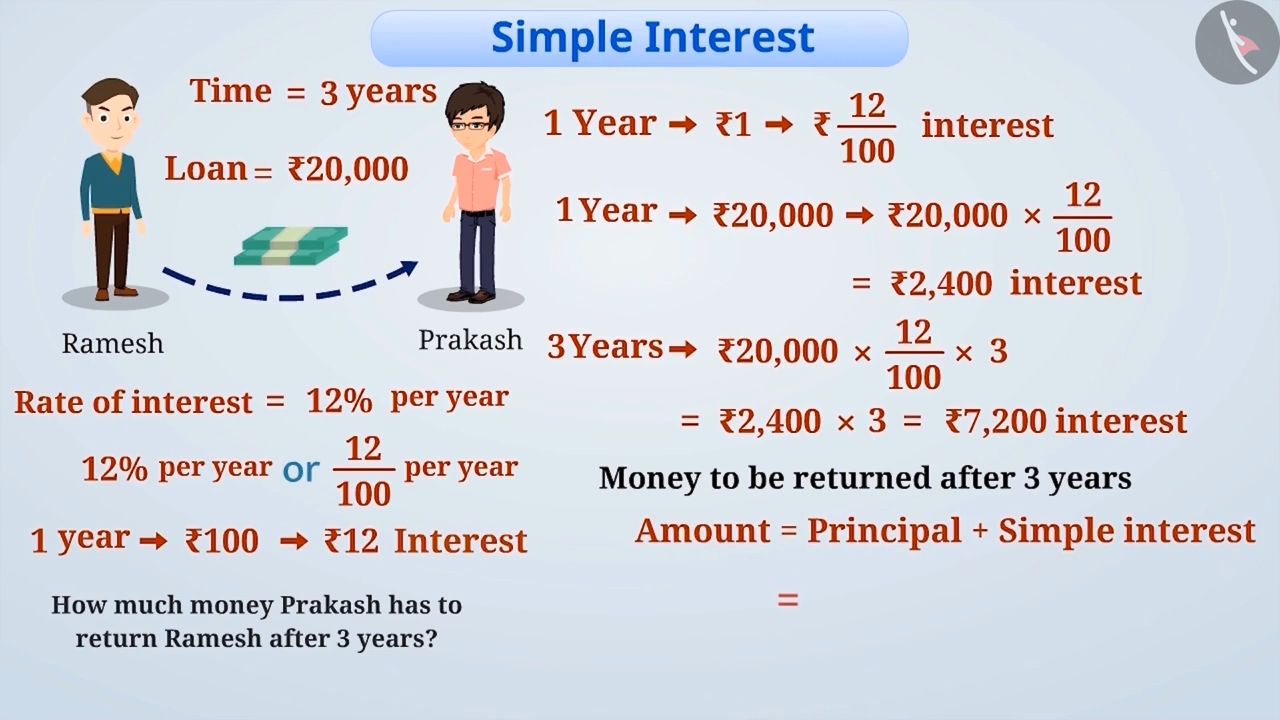 Simple Interest
Time = 3 years
Loan = ₹20,000
Ramesh
Prakash
Rate of interest = 12% per year
12% per year or 12/100 per year
1 year → ₹100 → ₹12 Interest
How much money Prakash has to
return Ramesh after 3 years?
1 Year → ₹1 → ₹ 12/100 interest
1 Year → ₹20,000 → ₹20,000 × 12/100
= ₹2,400 interest
3 Years → ₹20,000 × 12/100 × 3
= ₹2,400 × 3 = ₹7,200 interest
Money to be returned after 3 years
Amount = Principal + Simple interest
=